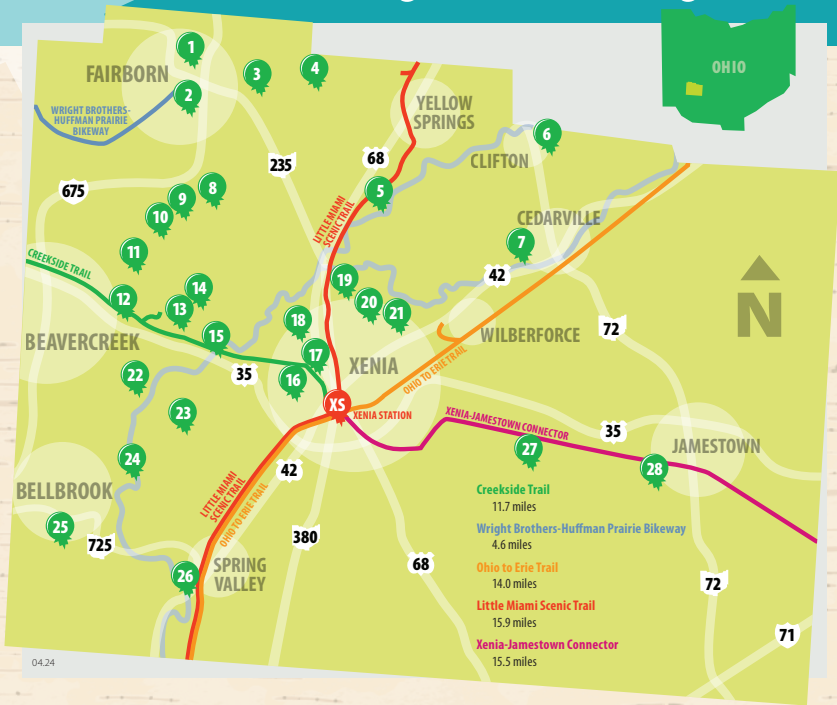 OHIO
1
FAIRBORN
3
4
2
WRIGHT BROTHERS-
HUFFMAN PRAIRIE
BIKEWAY
YELLOW
SPRINGS
6
235
68
CLIFTON
675
9
8
5
10
LITTLE MIAMI
SCENIC TRAIL
CEDARVILLE
7
11
CREEKSIDE TRAIL
42
19
14
12
13
20
21
N
18
15
72
WILBERFORCE
BEAVERCREEK
17
XENIA
22
35
16
OHIO TO ERIE TRAIL
XS
XENIA STATION
23
XENIA-JAMESTOWN CONNECTOR
35
27
JAMESTOWN
24
28
42
BELLBROOK
LITTLE MIAMI
SCENIC TRAIL
OHIO TO ERIE TRAIL
25
725
380
26
SPRING
VALLEY
68
72
71
Creekside Trail
11.7 miles
Wright Brothers-Huffman Prairie Bikeway
4.6 miles
Ohio to Erie Trail
14.0 miles
Little Miami Scenic Trail
15.9 miles
Xenia-Jamestown Connector
15.5 miles
04.24